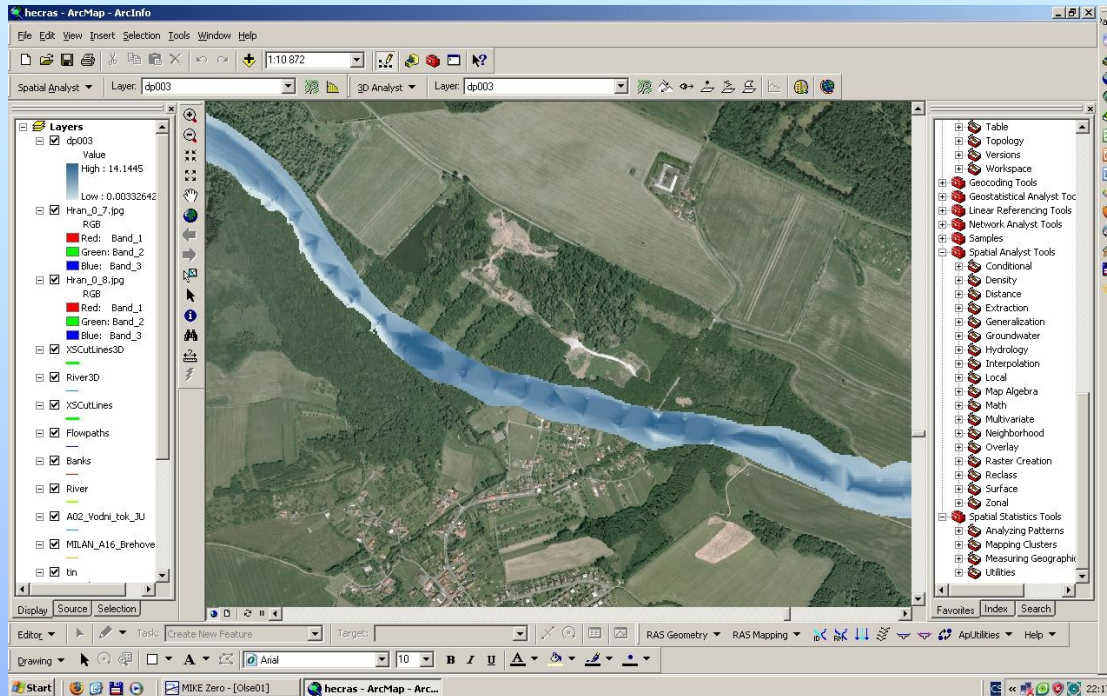 hecras - ArcMap - ArcInfo
File Edit View Insert Selection Tools Window Help
1:10 872
Spatial Analyst Layer: dp003 3D Analyst Layer: dp003
Layers
dp003
Value
High : 14.1445
Low : 0.00332642
Hran_0_7.jpg
RGB
Red: Band_1
Green: Band_2
Blue: Band_3
Hran_0_8.jpg
RGB
Red: Band_1
Green: Band_2
Blue: Band_3
XSCutLines3D
River3D
XSCutLines
Flowpaths
Banks
River
A02_Vodni_tok_JU
MILAN_A16_Brehove
tin
Display Source Selection
Table
Topology
Versions
Workspace
Geocoding Tools
Geostatistical Analyst Toc
Linear Referencing Tools
Network Analyst Tools
Samples
Spatial Analyst Tools
Conditional
Density
Distance
Extraction
Generalization
Groundwater
Hydrology
Interpolation
Local
Map Algebra
Math
Multivariate
Neighborhood
Overlay
Raster Creation
Reclass
Surface
Zonal
Spatial Statistics Tools
Analyzing Patterns
Mapping Clusters
Measuring Geographic
Utilities
Favorites Index Search
Editor Task: Create New Feature Target: RAS Geometry RAS Mapping ID RM ApUtilities Help
Drawing A Arial 10 B I U A
Start MIKE Zero - [Olse01] hecras - ArcMap - Arc... CS 22:1